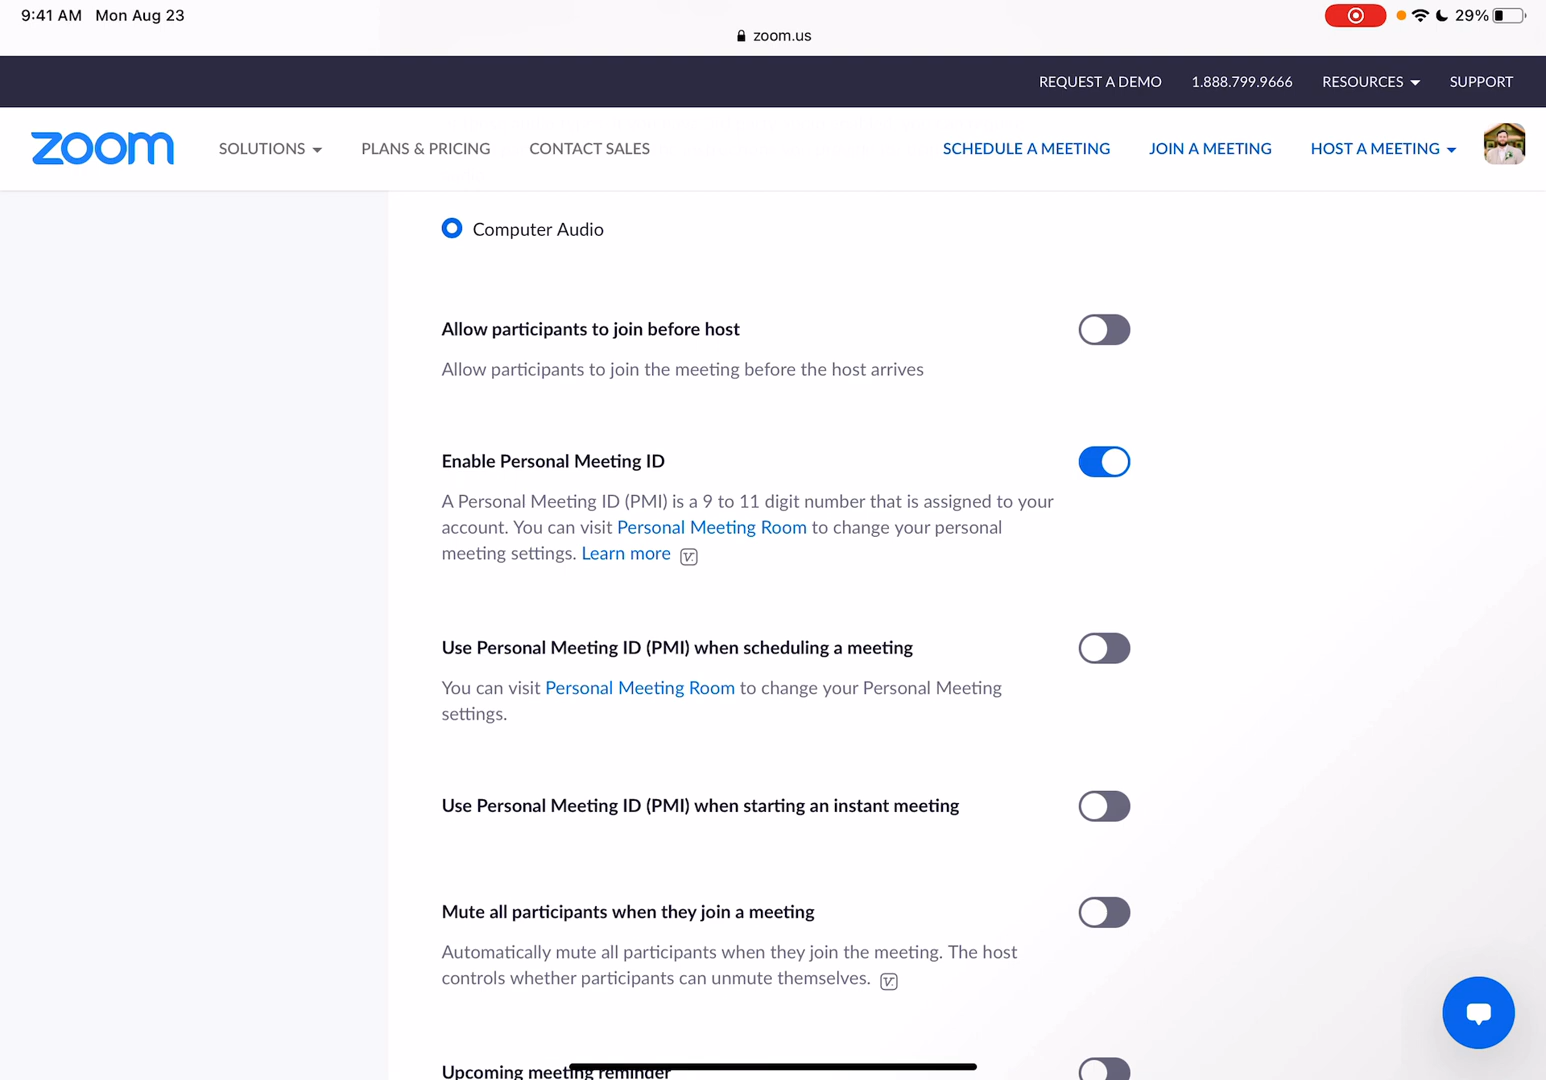 9:41 AM Mon Aug 23
29%
zoom.us
REQUEST A DEMO 1.888.799.9666 RESOURCES SUPPORT
zoom SOLUTIONS PLANS & PRICING CONTACT SALES SCHEDULE A MEETING JOIN A MEETING HOST A MEETING
Computer Audio
Allow participants to join before host
Allow participants to join the meeting before the host arrives
Enable Personal Meeting ID
A Personal Meeting ID (PMI) is a 9 to 11 digit number that is assigned to your
account. You can visit Personal Meeting Room to change your personal
meeting settings. Learn more
Use Personal Meeting ID (PMI) when scheduling a meeting
You can visit Personal Meeting Room to change your Personal Meeting
settings.
Use Personal Meeting ID (PMI) when starting an instant meeting
Mute all participants when they join a meeting
Automatically mute all participants when they join the meeting. The host
controls whether participants can unmute themselves.
Upcoming meeting reminder